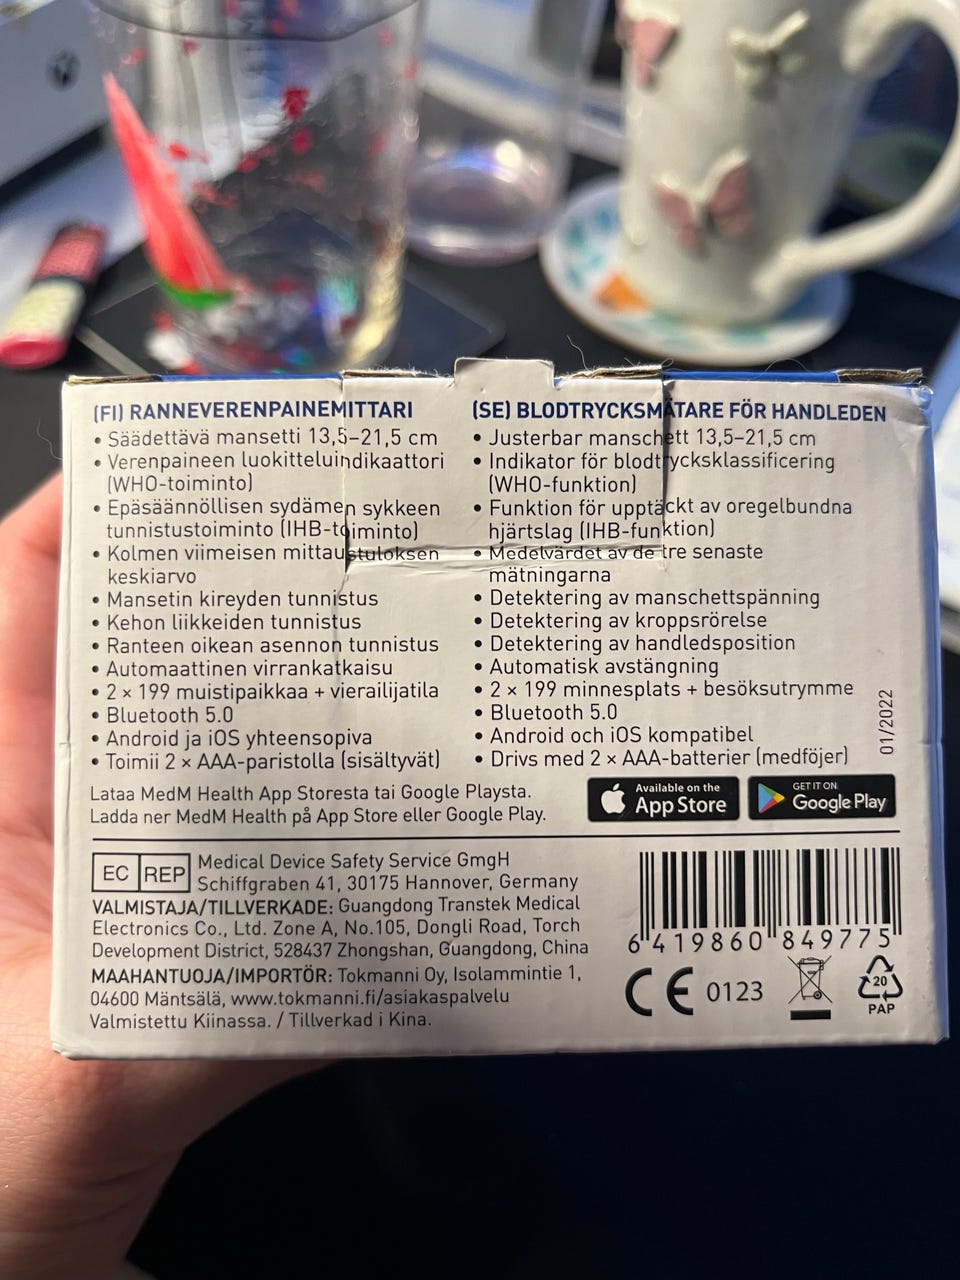 (FI) RANNEVERENPAINEMITTARI
• Säädettävä mansetti 13,5–21,5 cm
• Verenpaineen luokitteluindikaattori
(WHO-toiminto)
• Epäsäännöllisen sydämen sykkeen
tunnistustoiminto (IHB-toiminto)
• Kolmen viimeisen mittaustuloksen
keskiarvo
• Mansetin kireyden tunnistus
• Kehon liikkeiden tunnistus
• Ranteen oikean asennon tunnistus
• Automaattinen virrankatkaisu
• 2 × 199 muistipaikkaa + vierailijatila
• Bluetooth 5.0
• Android ja iOS yhteensopiva
• Toimii 2 × AAA-paristolla (sisältyvät)
(SE) BLODTRYCKSMÄTARE FÖR HANDLEDEN
• Justerbar manschett 13,5–21,5 cm
• Indikator för blodtrycksklassificering
(WHO-funktion)
• Funktion för upptäckt av oregelbundna
hjärtslag (IHB-funktion)
• Medelvärdet av de tre senaste
mätningarna
• Detektering av manschettspänning
• Detektering av kroppsrörelse
• Detektering av handledsposition
• Automatisk avstängning
• 2 × 199 minnesplats + besöksutrymme
• Bluetooth 5.0
• Android och iOS kompatibel
• Drivs med 2 × AAA-batterier (medföljer)
01/2022
Lataa MedM Health App Storesta tai Google Playsta.
Ladda ner MedM Health på App Store eller Google Play.
Available on the
App Store
GET IT ON
Google Play
EC REP
Medical Device Safety Service GmgH
Schiffgraben 41, 30175 Hannover, Germany
VALMISTAJA/TILLVERKADE: Guangdong Transtek Medical
Electronics Co., Ltd. Zone A, No.105, Dongli Road, Torch
Development District, 528437 Zhongshan, Guangdong, China
MAAHANTUOJA/IMPORTÖR: Tokmanni Oy, Isolammintie 1,
04600 Mäntsälä, www.tokmanni.fi/asiakaspalvelu
Valmistettu Kiinassa. / Tillverkad i Kina.
6 419860 849775
CE 0123
20
PAP